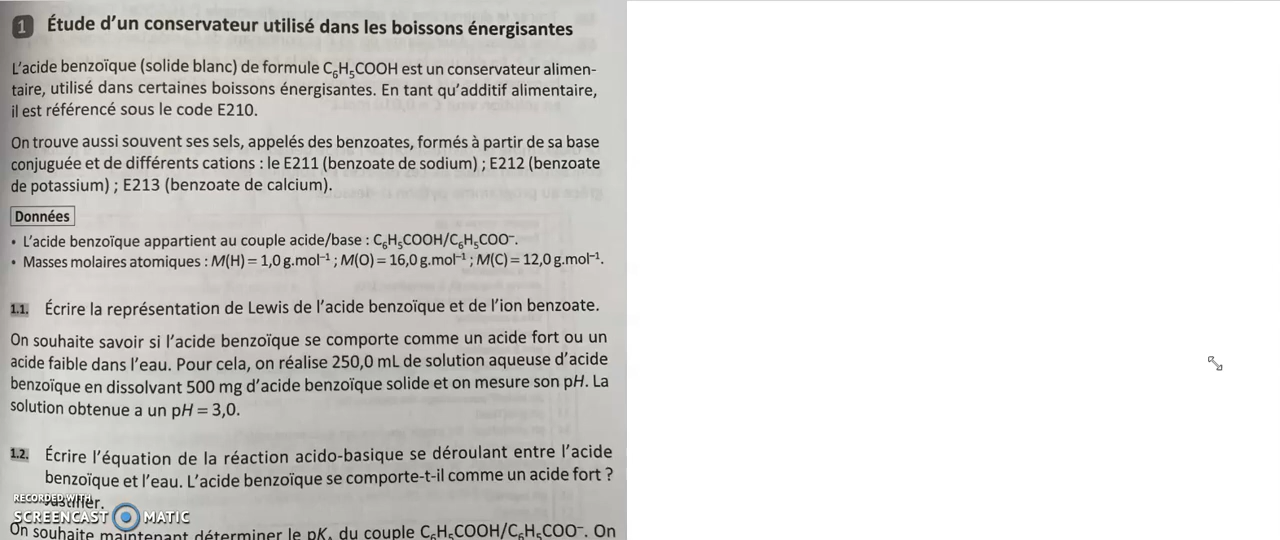 1 Étude d'un conservateur utilisé dans les boissons énergisantes
L'acide benzoïque (solide blanc) de formule C₆H₅COOH est un conservateur alimen-
taire, utilisé dans certaines boissons énergisantes. En tant qu'additif alimentaire,
il est référencé sous le code E210.
On trouve aussi souvent ses sels, appelés des benzoates, formés à partir de sa base
conjuguée et de différents cations : le E211 (benzoate de sodium) ; E212 (benzoate
de potassium) ; E213 (benzoate de calcium).
Données
• L'acide benzoïque appartient au couple acide/base : C₆H₅COOH/C₆H₅COO⁻.
• Masses molaires atomiques : M(H) = 1,0 g.mol⁻¹ ; M(O) = 16,0 g.mol⁻¹ ; M(C) = 12,0 g.mol⁻¹.
1.1. Écrire la représentation de Lewis de l'acide benzoïque et de l'ion benzoate.
On souhaite savoir si l'acide benzoïque se comporte comme un acide fort ou un
acide faible dans l'eau. Pour cela, on réalise 250,0 mL de solution aqueuse d'acide
benzoïque en dissolvant 500 mg d'acide benzoïque solide et on mesure son pH. La
solution obtenue a un pH = 3,0.
1.2. Écrire l'équation de la réaction acido-basique se déroulant entre l'acide
benzoïque et l'eau. L'acide benzoïque se comporte-t-il comme un acide fort ?
RECORDED WITH
SCREENCAST MATIC
On souhaite maintenant déterminer le pKₐ du couple C₆H₅COOH/C₆H₅COO⁻. On